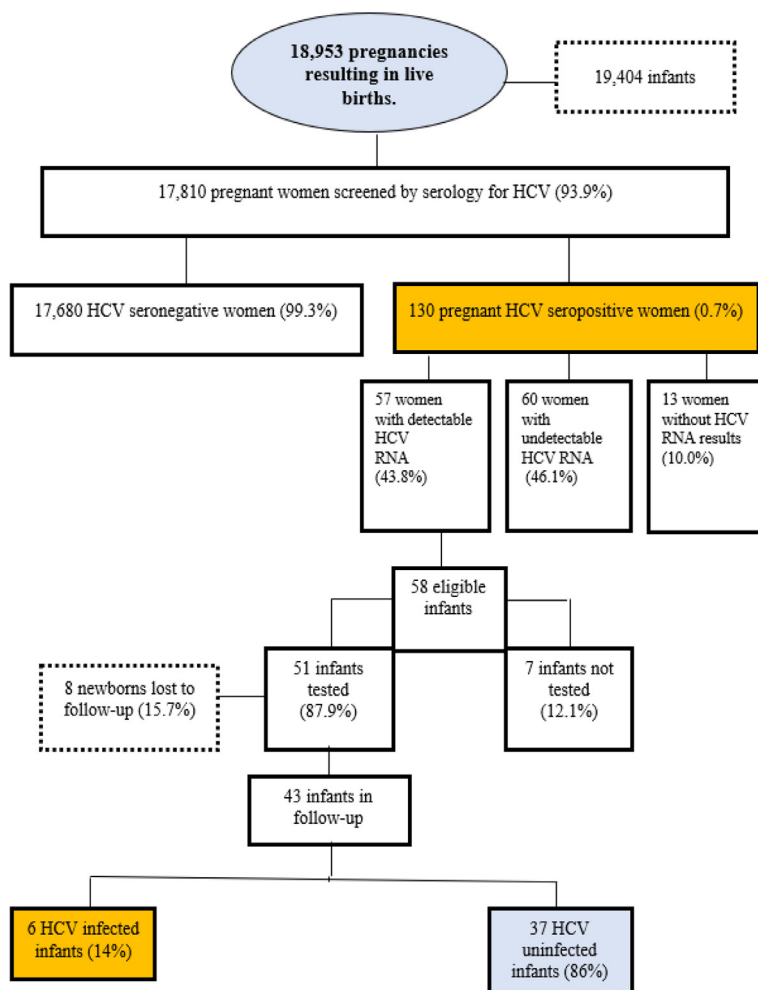 18,953 pregnancies
resulting in live
births.
19,404 infants
17,810 pregnant women screened by serology for HCV (93.9%)
17,680 HCV seronegative women (99.3%)
130 pregnant HCV seropositive women (0.7%)
57 women
with detectable
HCV
RNA
(43.8%)
60 women
with
undetectable
HCV RNA
(46.1%)
13 women
without HCV
RNA results
(10.0%)
58 eligible
infants
51 infants
tested
(87.9%)
7 infants not
tested
(12.1%)
8 newborns lost to
follow-up (15.7%)
43 infants in
follow-up
6 HCV infected
infants (14%)
37 HCV
uninfected
infants (86%)